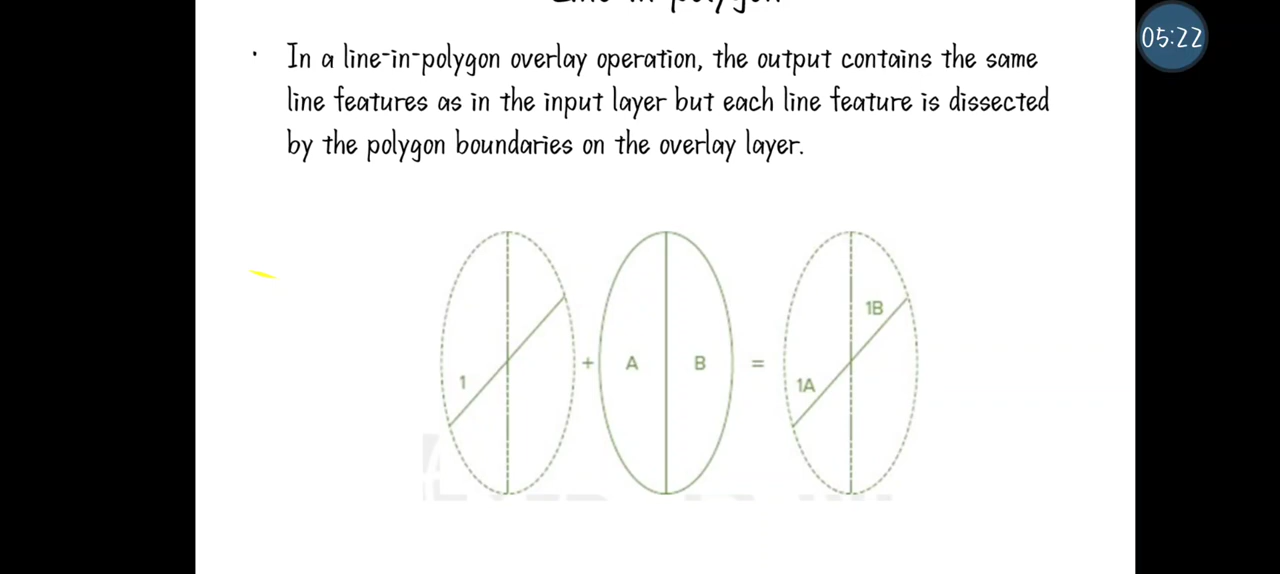 05:22
· In a line-in-polygon overlay operation, the output contains the same
line features as in the input layer but each line feature is dissected
by the polygon boundaries on the overlay layer.
1 + A B = 1A 1B